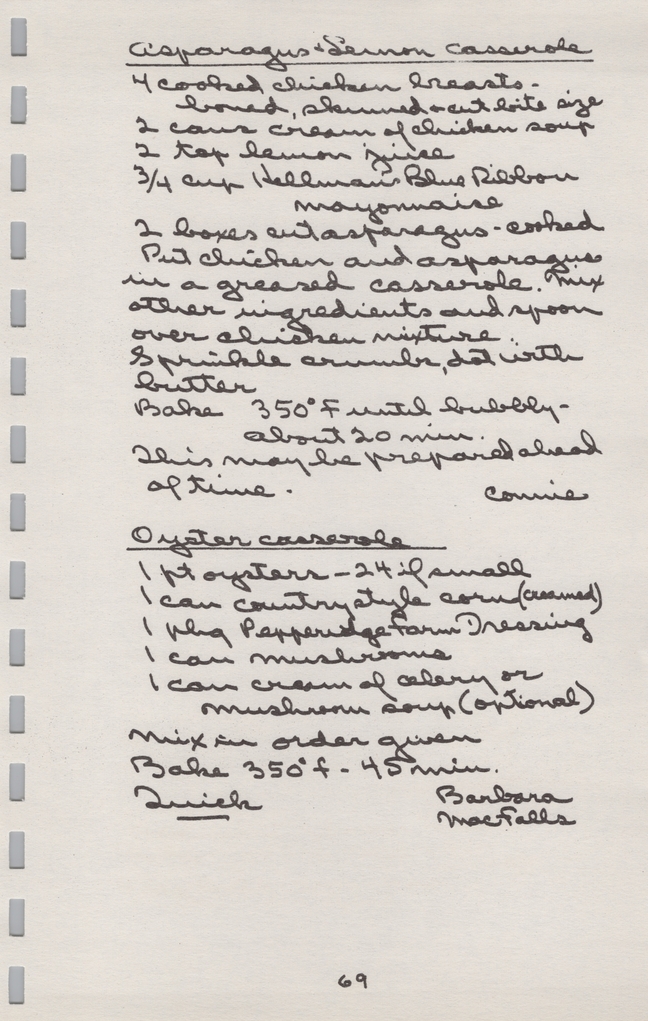 Asparagus & Lemon casserole
4 cooked chicken breasts -
boned, skinned & cut bite size
2 cans cream of chicken soup
2 tsp lemon juice
3/4 cup Hellman's Blue Ribbon
mayonnaise
2 boxes cut asparagus - cooked
Put chicken and asparagus
in a greased casserole. Mix
other ingredients and spoon
over chicken mixture.
Sprinkle crumbs, dot with
butter
Bake 350°F until bubbly -
about 20 min.
This may be prepared ahead
of time.
Connie
Oyster casserole
1 pt oysters - 24 if small
1 can country style corn (creamed)
1 pkg Pepperidge Farm Dressing
1 can mushrooms
1 can cream of celery or
mushroom soup (optional)
Mix in order given
Bake 350°f - 45 min.
Quick
Barbara
MacFalls
69